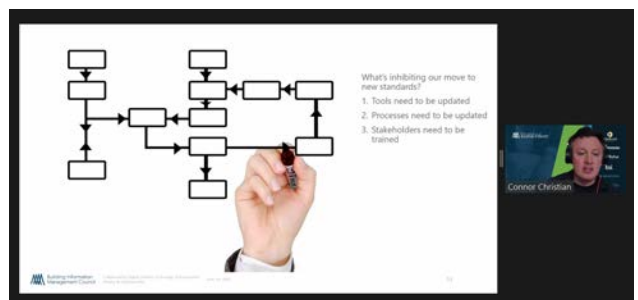 What's inhibiting our move to
new standards?
1. Tools need to be updated
2. Processes need to be updated
3. Stakeholders need to be
trained
Connor Christian
Building Information
Management Council